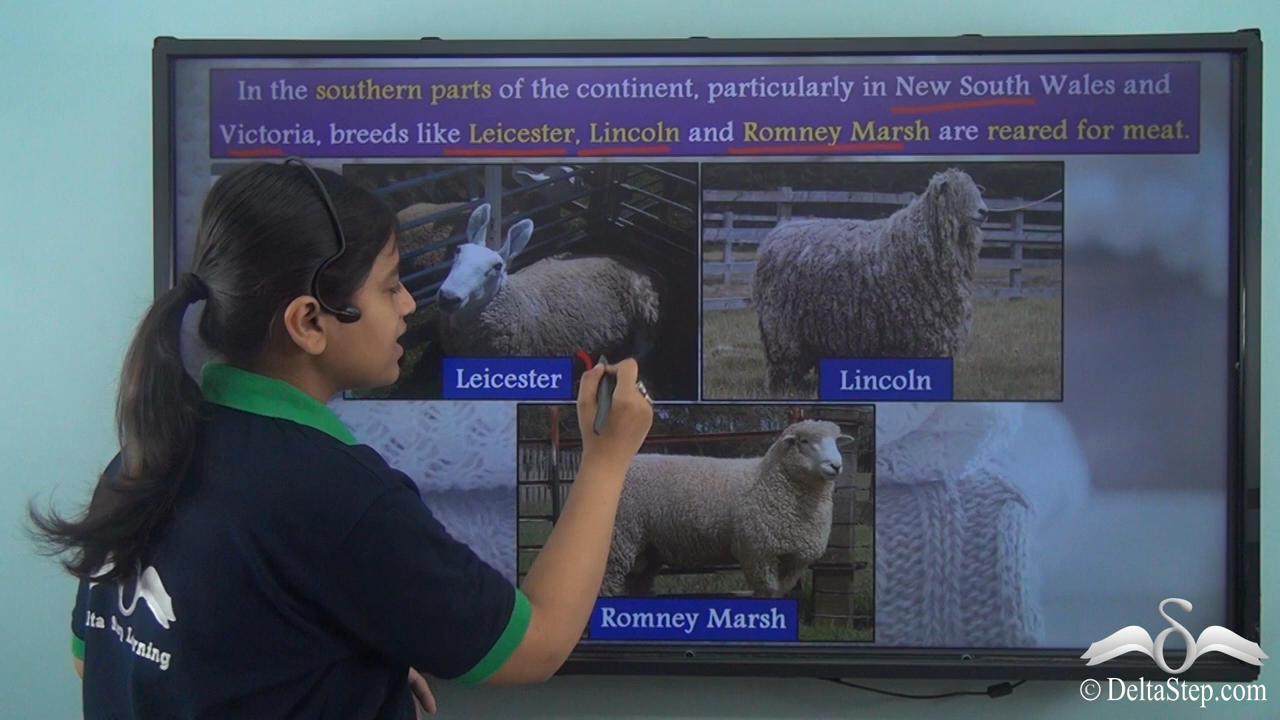 In the southern parts of the continent, particularly in New South Wales and
Victoria, breeds like Leicester, Lincoln and Romney Marsh are reared for meat.
Leicester
Lincoln
Romney Marsh
Learning
© DeltaStep.com